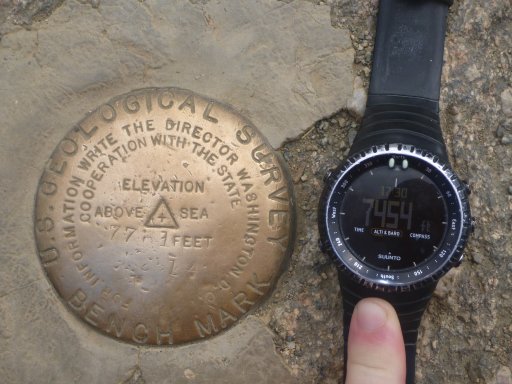 U.S. GEOLOGICAL SURVEY
INFORMATION WRITE THE DIRECTOR WASHINGTON D.C.
COOPERATION WITH THE STATE
ELEVATION
ABOVE SEA
FEET
BENCH MARK
7454 ft
TIME ALTI & BARO COMPASS
SUUNTO